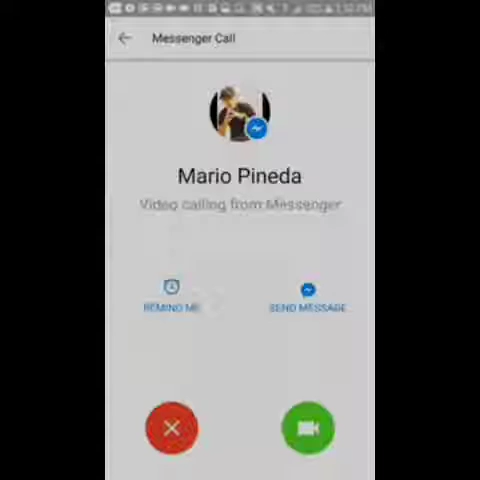 Messenger Call
Mario Pineda
Video calling from Messenger
REMIND ME
SEND MESSAGE